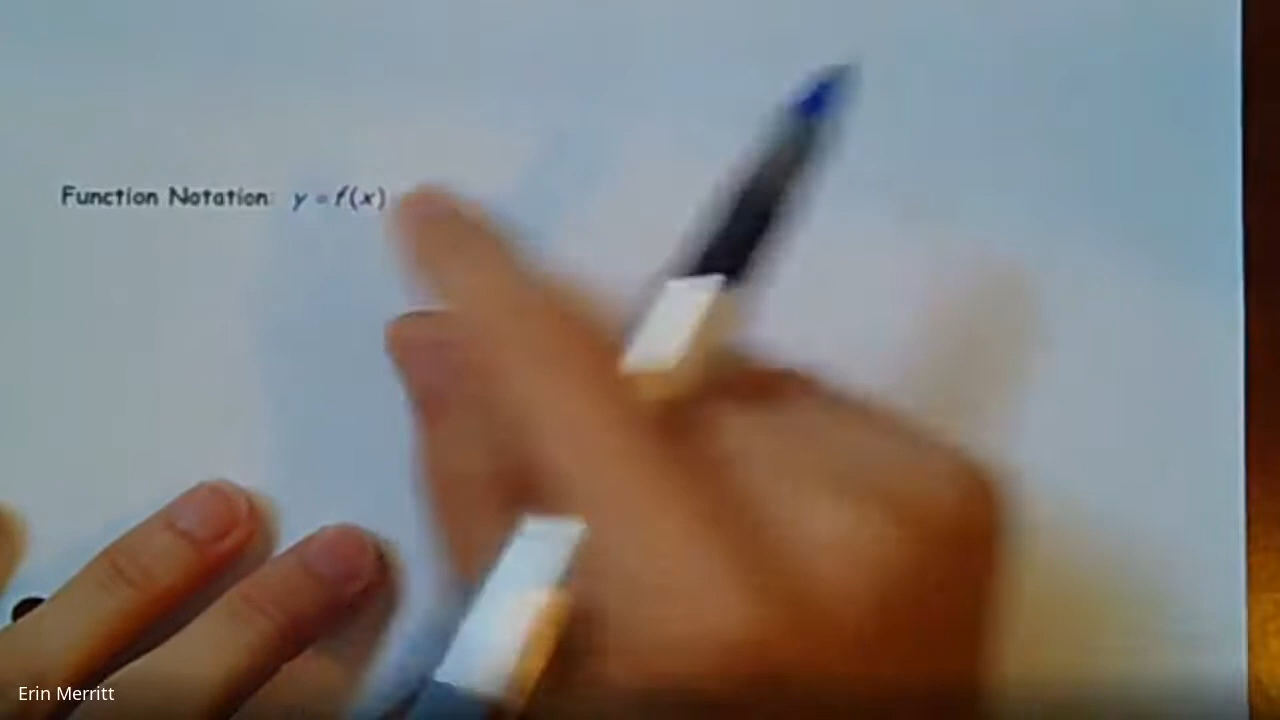 Function Notation: y = f(x)
Erin Merritt